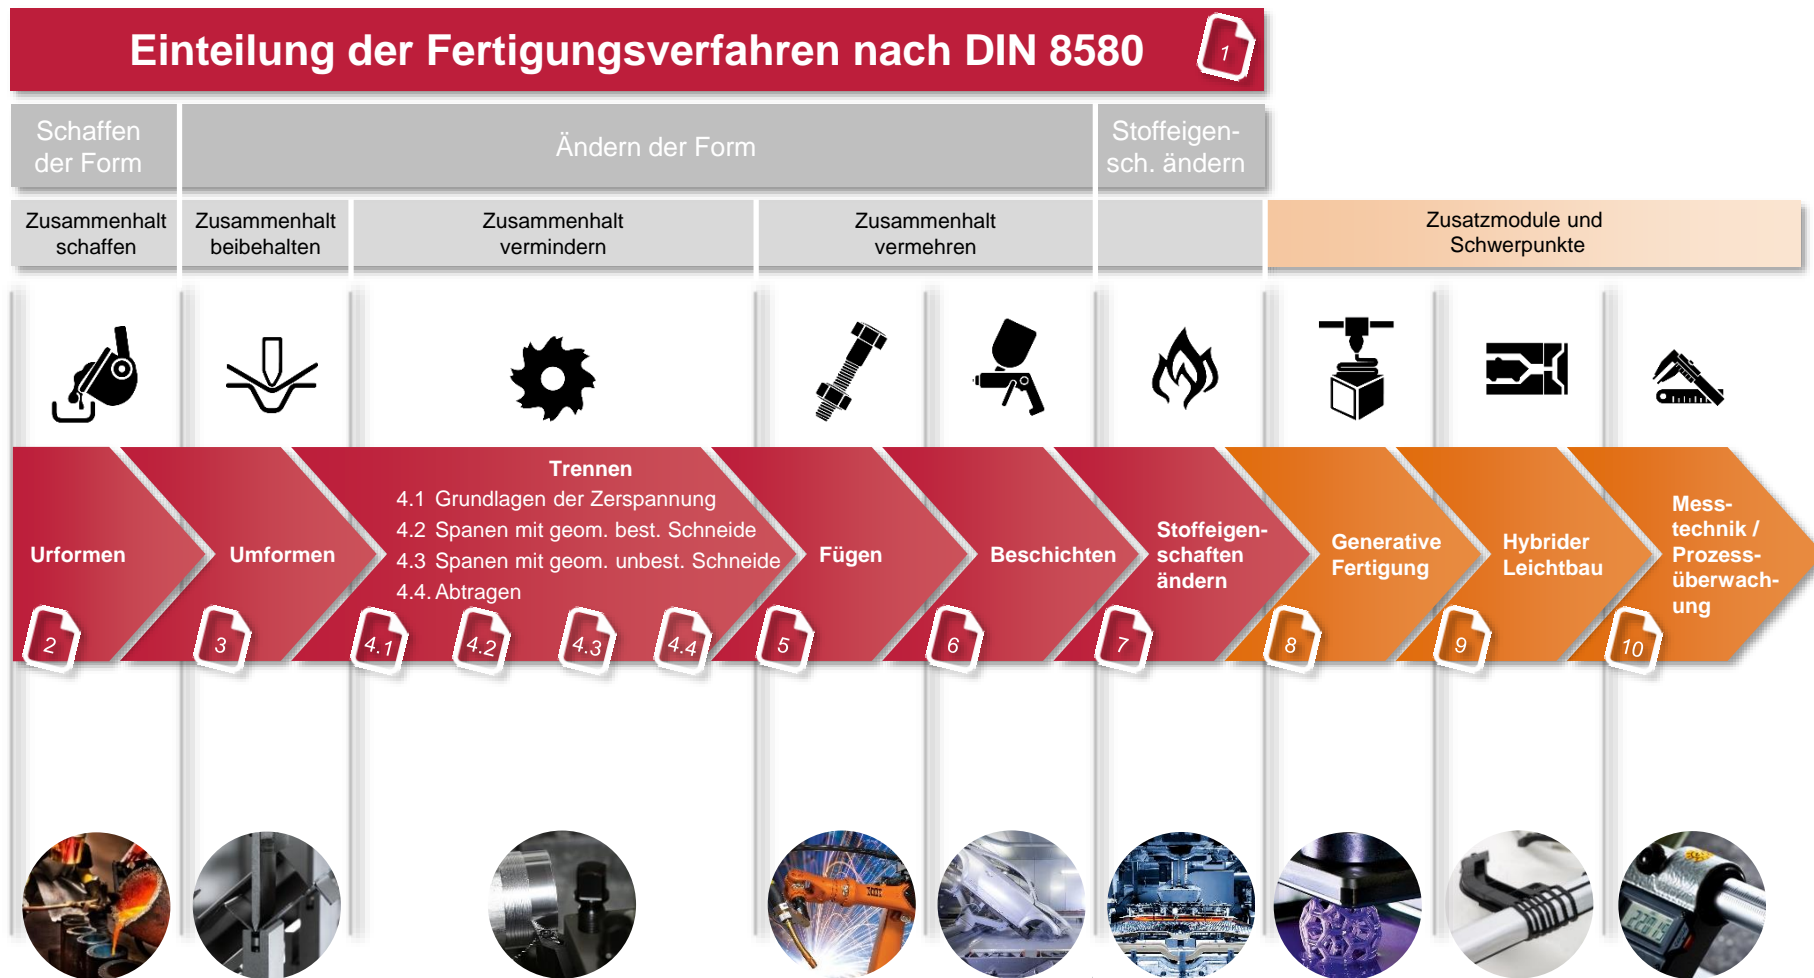 Einteilung der Fertigungsverfahren nach DIN 8580
1
Schaffen
der Form
Ändern der Form
Stoffeigen-
sch. ändern
Zusammenhalt
schaffen
Zusammenhalt
beibehalten
Zusammenhalt
vermindern
Zusammenhalt
vermehren
Zusatzmodule und
Schwerpunkte
Urformen
2
Umformen
3
Trennen
4.1 Grundlagen der Zerspannung
4.2 Spanen mit geom. best. Schneide
4.3 Spanen mit geom. unbest. Schneide
4.4. Abtragen
4.1
4.2
4.3
4.4
Fügen
5
Beschichten
6
Stoffeigen-
schaften
ändern
7
Generative
Fertigung
8
Hybrider
Leichtbau
9
Mess-
technik /
Prozess-
überwach-
ung
10